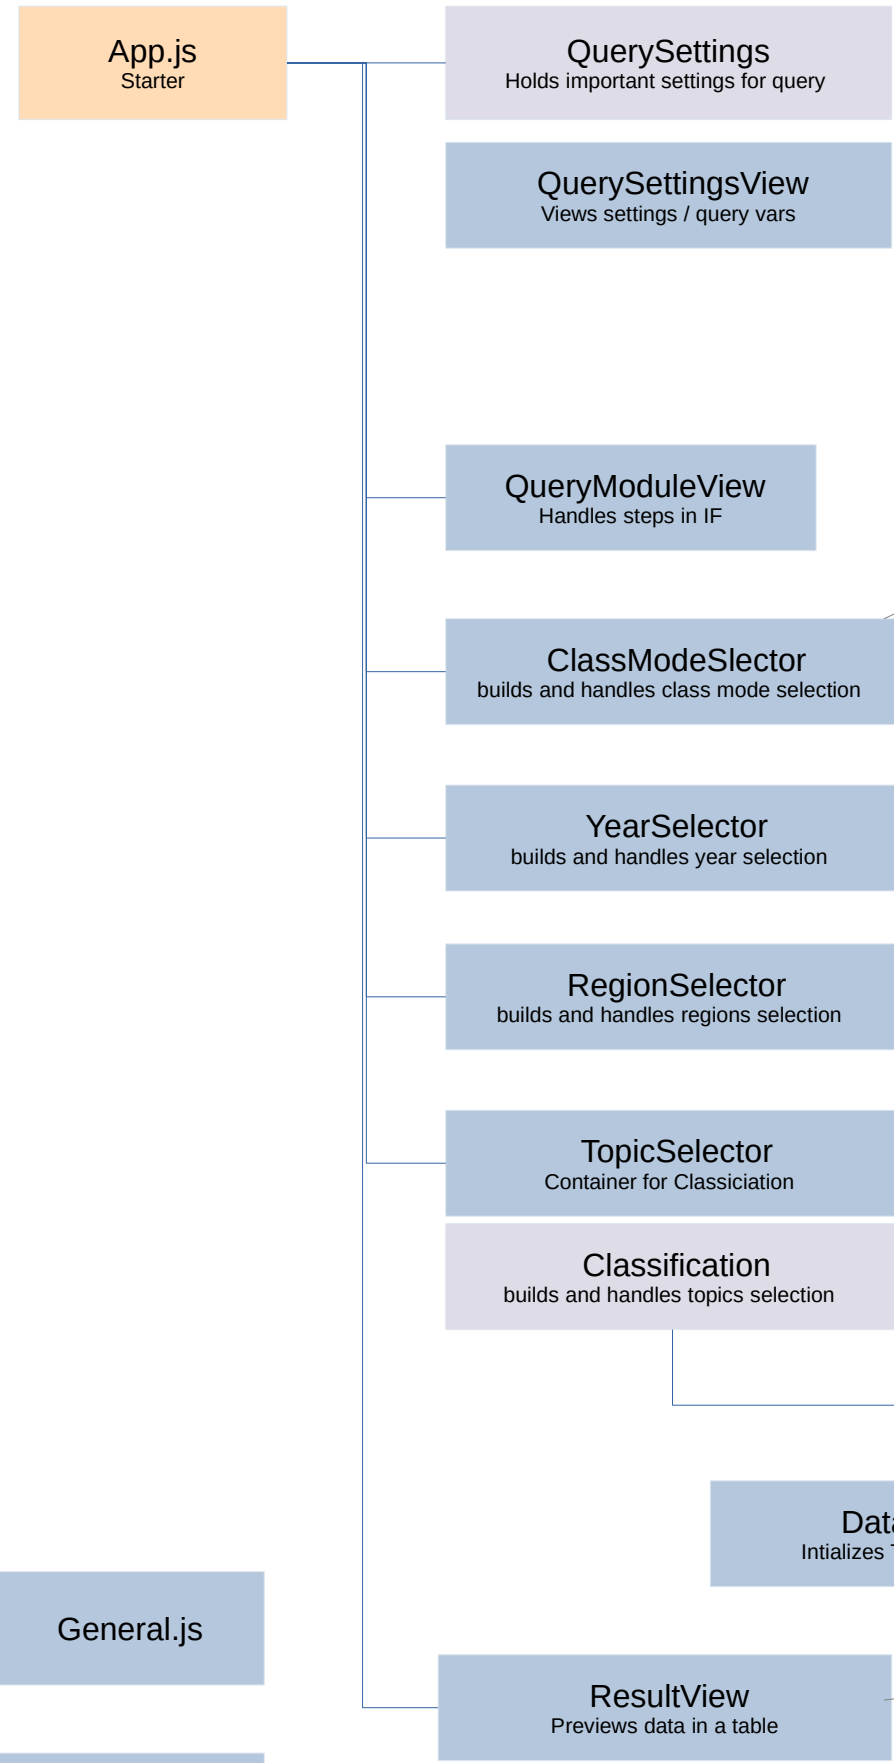 App.js
Starter
QuerySettings
Holds important settings for query
QuerySettingsView
Views settings / query vars
QueryModuleView
Handles steps in IF
ClassModeSlector
builds and handles class mode selection
YearSelector
builds and handles year selection
RegionSelector
builds and handles regions selection
TopicSelector
Container for Classiciation
Classification
builds and handles topics selection
Data
Intializes T
General.js
ResultView
Previews data in a table